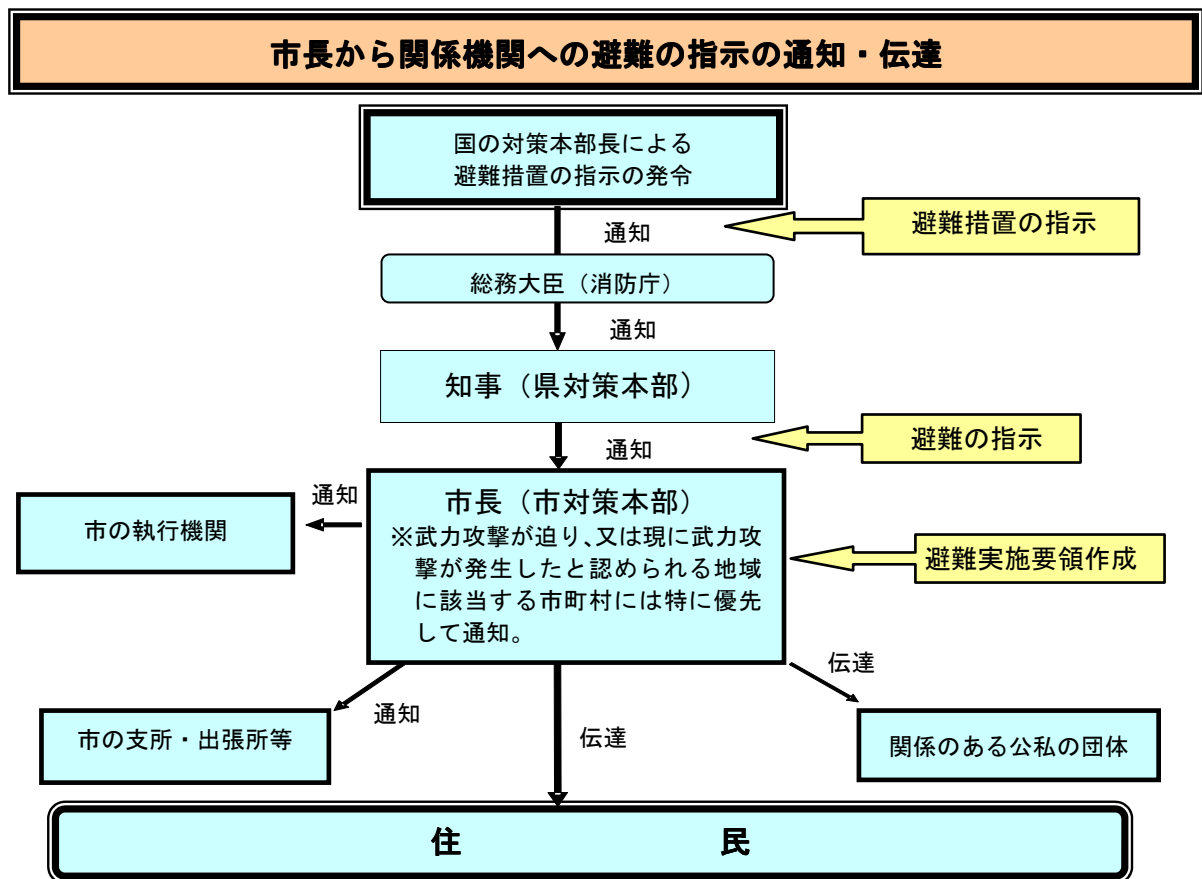 市長から関係機関への避難の指示の通知・伝達
国の対策本部長による
避難措置の指示の発令
通知
避難措置の指示
総務大臣（消防庁）
通知
知事（県対策本部）
通知
避難の指示
市長（市対策本部）
※武力攻撃が迫り、又は現に武力攻
撃が発生したと認められる地域
に該当する市町村には特に優先
して通知。
通知
市の執行機関
避難実施要領作成
通知
伝達
伝達
市の支所・出張所等
関係のある公私の団体
住　民